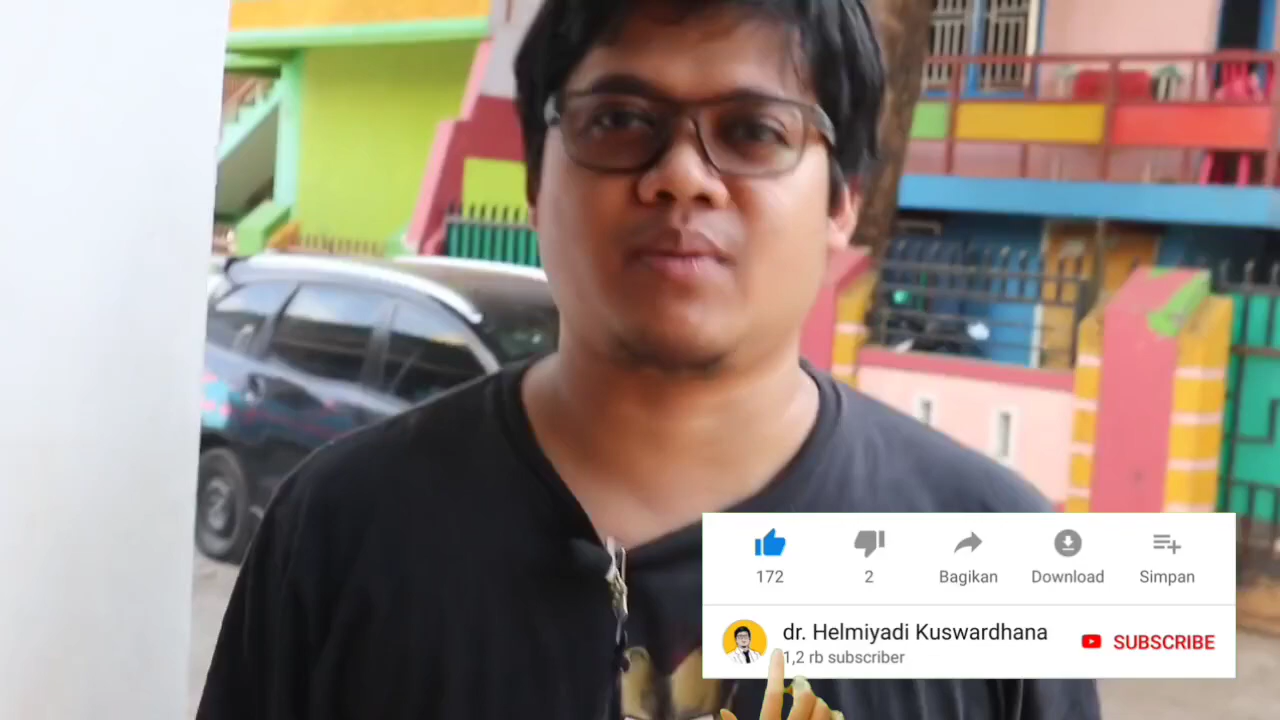 172
2
Bagikan
Download
Simpan
dr. Helmiyadi Kuswardhana
1,2 rb subscriber
SUBSCRIBE